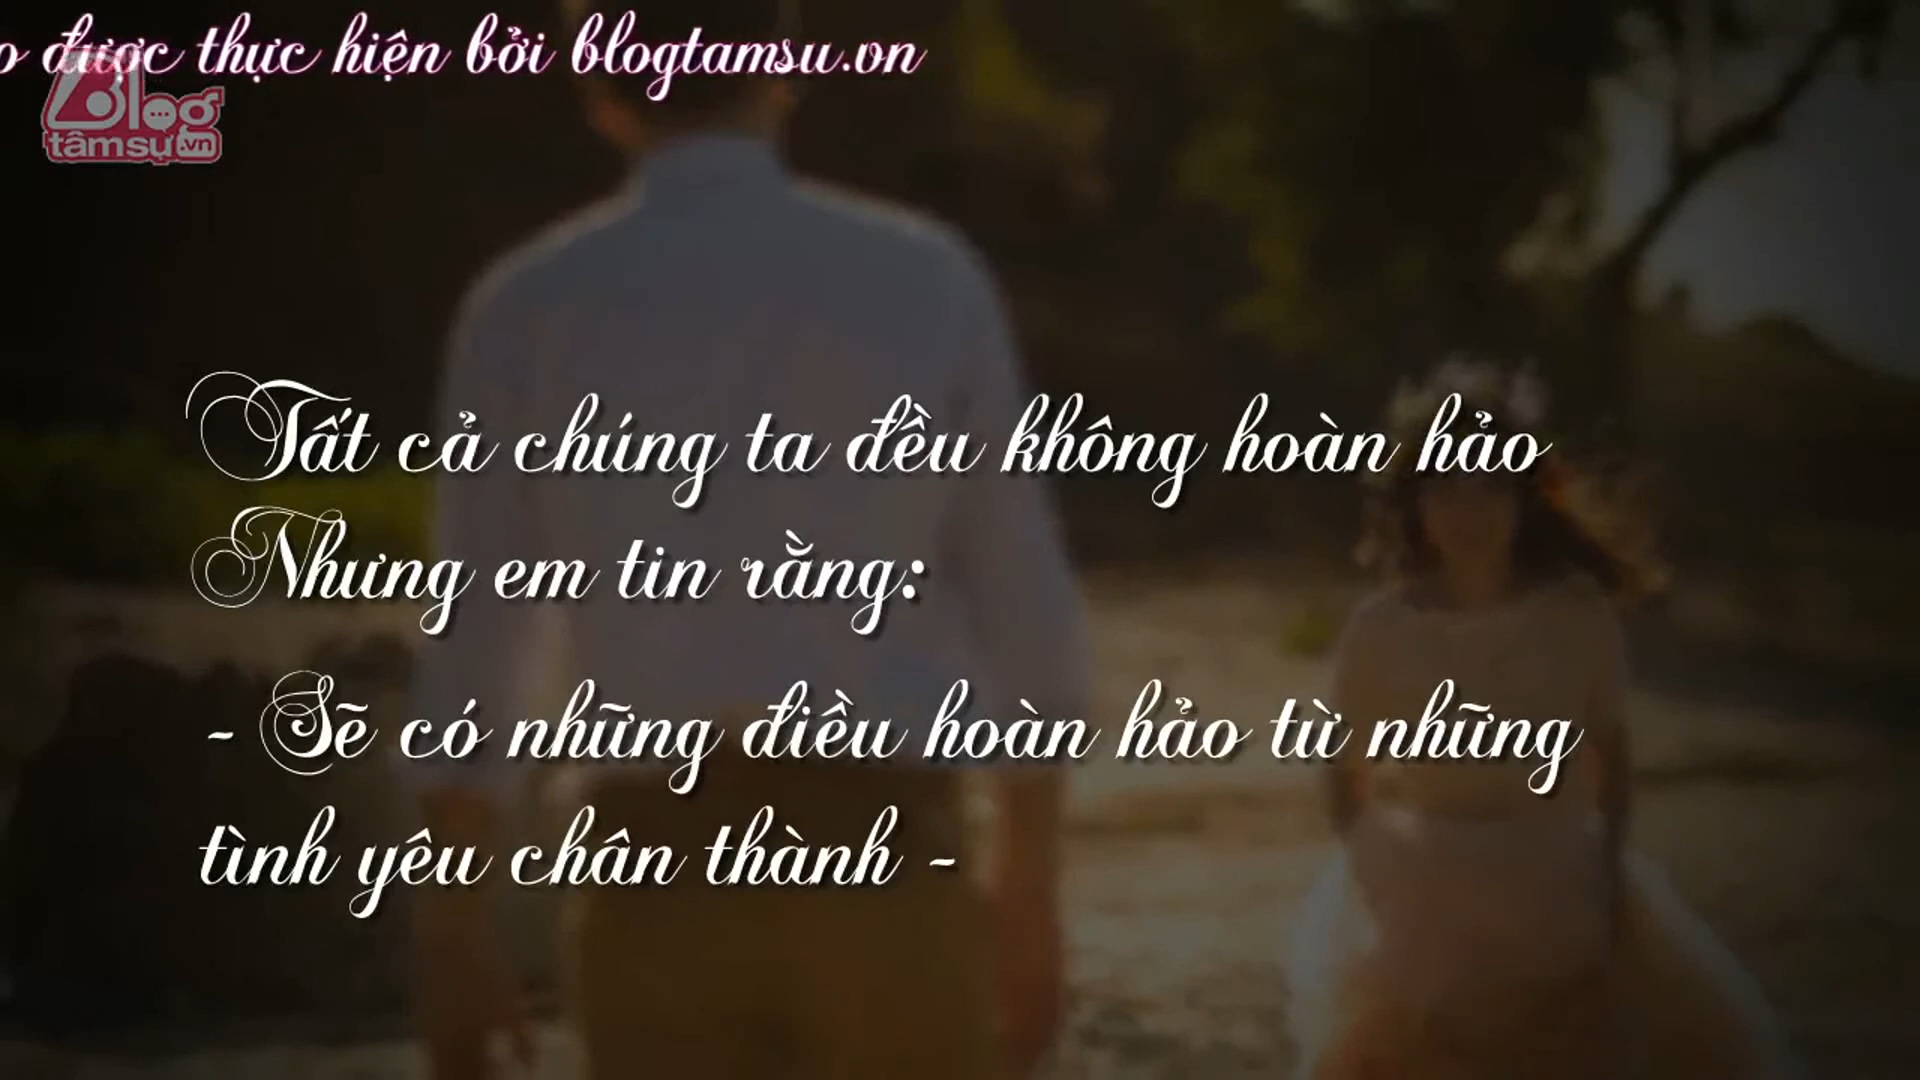 o được thực hiện bởi blogtamsu.vn
Blog
tâmsự.vn
Tất cả chúng ta đều không hoàn hảo
Nhưng em tin rằng:
- Sẽ có những điều hoàn hảo từ những
tình yêu chân thành -